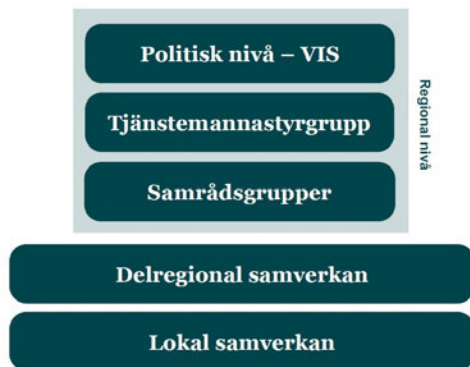 Politisk nivå – VIS
Tjänstemannastyrgrupp
Samrådsgrupper
Regional nivå
Delregional samverkan
Lokal samverkan